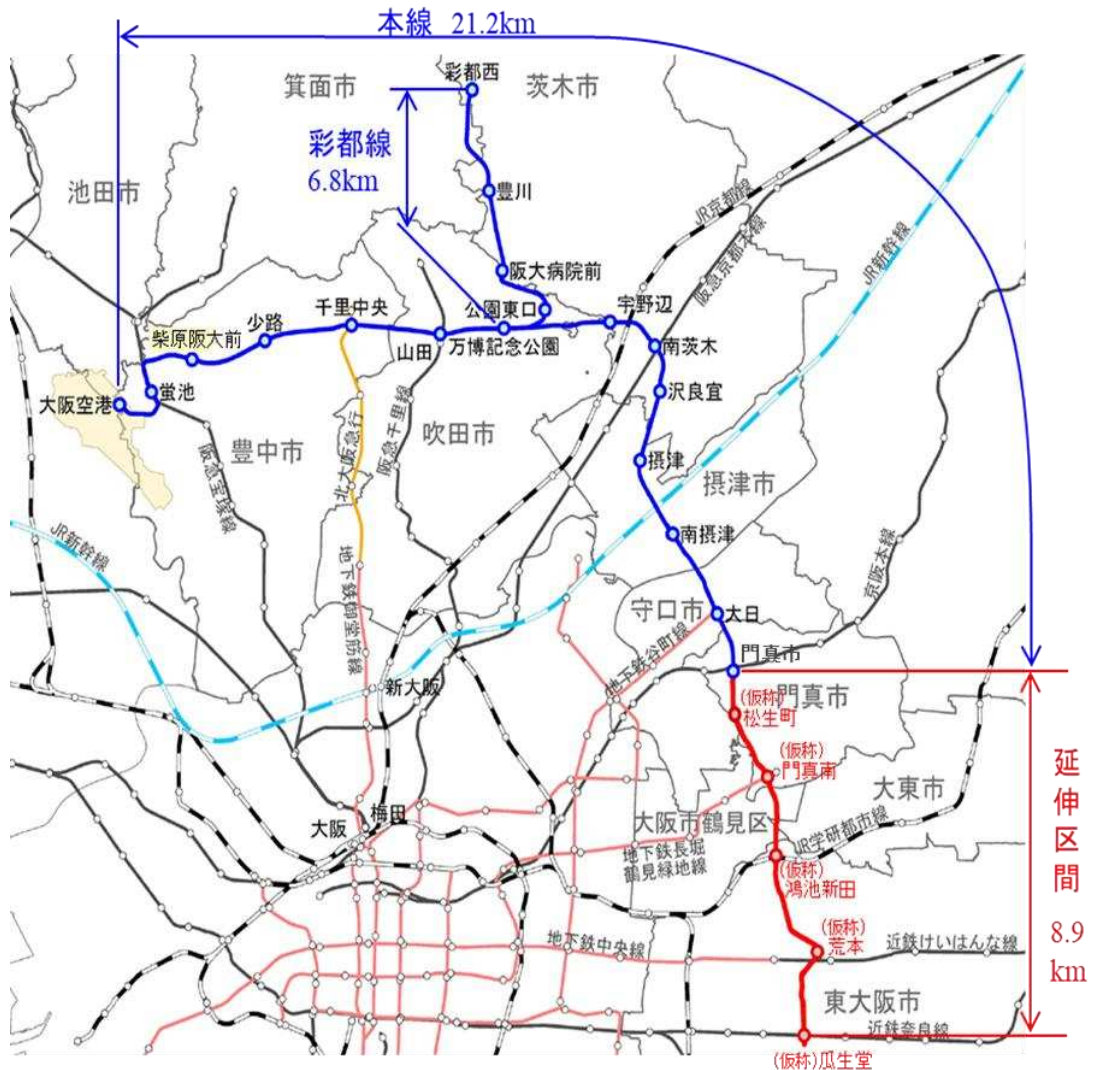 本線 21.2km
彩都西
箕面市
茨木市
彩都線
6.8km
池田市
豊川
JR京都線
阪急京都本線
JR新幹線
阪大病院前
千里中央
公園東口
宇野辺
柴原阪大前
少路
山田
万博記念公園
南茨木
蛍池
大阪空港
沢良宜
豊中市
吹田市
阪急宝塚線
北大阪急行
阪急千里線
摂津
摂津市
JR新幹線
南摂津
京阪本線
地下鉄御堂筋線
守口市
大日
地下鉄谷町線
門真市
新大阪
門真市
(仮称)
松生町
(仮称)
門真南
延伸区間
8.9
km
大東市
梅田
大阪
大阪市鶴見区
JR学研都市線
地下鉄長堀
鶴見緑地線
(仮称)
鴻池新田
(仮称)
荒本
地下鉄中央線
近鉄けいはんな線
東大阪市
近鉄奈良線
(仮称)瓜生堂